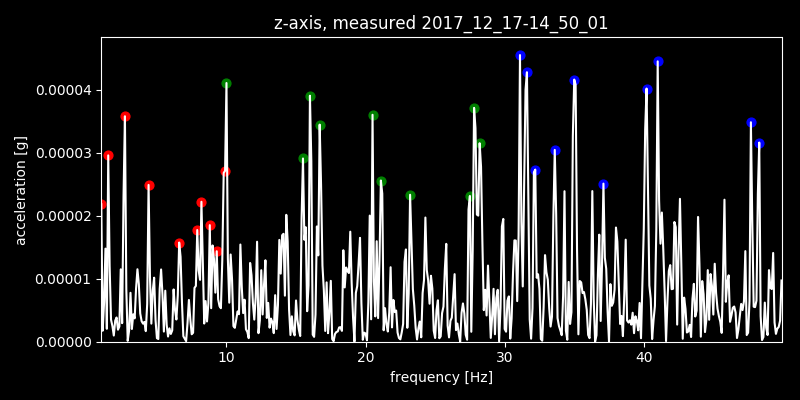 z-axis, measured 2017_12_17-14_50_01
0.00004
0.00003
0.00002
0.00001
0.00000
acceleration [g]
10 20 30 40
frequency [Hz]